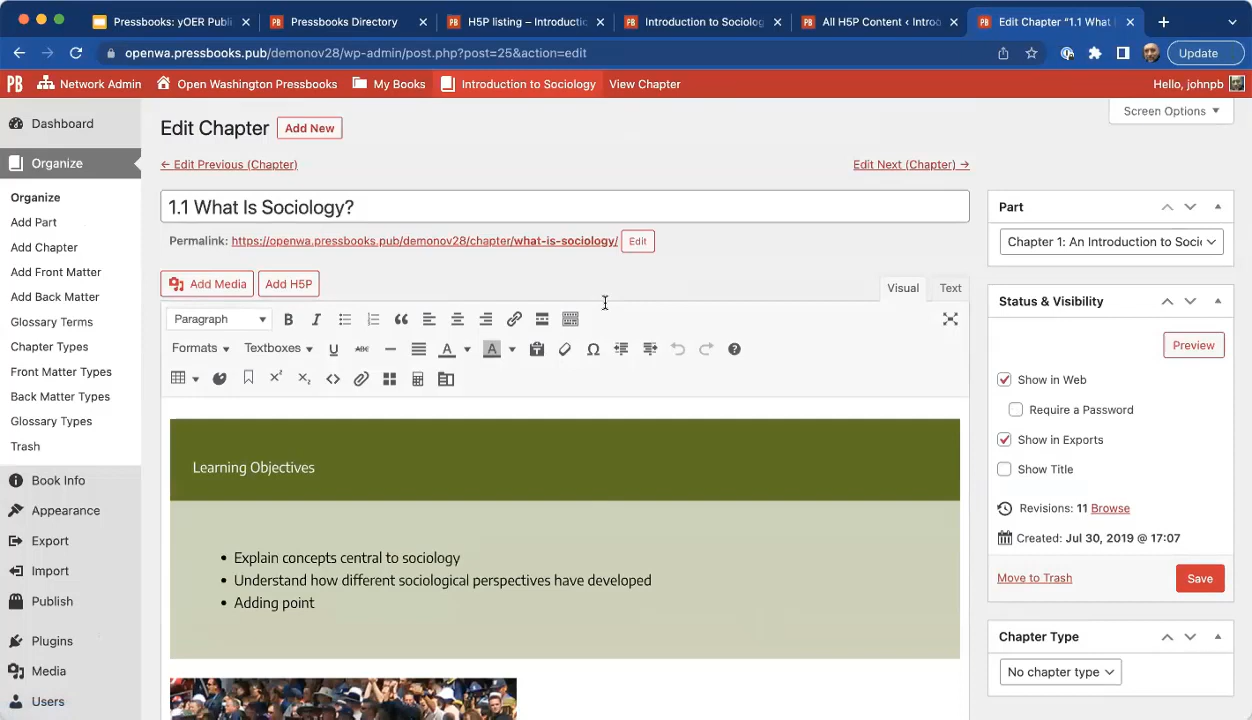 Pressbooks: yOER Publi
Pressbooks Directory
H5P listing – Introductio
Introduction to Sociolog
All H5P Content ‹ Intro
Edit Chapter “1.1 What I
openwa.pressbooks.pub/demonov28/wp-admin/post.php?post=25&action=edit
Update
PB
Network Admin
Open Washington Pressbooks
My Books
Introduction to Sociology
View Chapter
Hello, johnpb
Screen Options
Dashboard
Organize
Organize
Add Part
Add Chapter
Add Front Matter
Add Back Matter
Glossary Terms
Chapter Types
Front Matter Types
Back Matter Types
Glossary Types
Trash
Book Info
Appearance
Export
Import
Publish
Plugins
Media
Users
Edit Chapter
Add New
← Edit Previous (Chapter)
Edit Next (Chapter) →
1.1 What Is Sociology?
Permalink: https://openwa.pressbooks.pub/demonov28/chapter/what-is-sociology/
Edit
Add Media
Add H5P
Visual
Text
Paragraph
Formats
Textboxes
Learning Objectives
• Explain concepts central to sociology
• Understand how different sociological perspectives have developed
• Adding point
Part
Chapter 1: An Introduction to Soci
Status & Visibility
Preview
Show in Web
Require a Password
Show in Exports
Show Title
Revisions: 11 Browse
Created: Jul 30, 2019 @ 17:07
Move to Trash
Save
Chapter Type
No chapter type